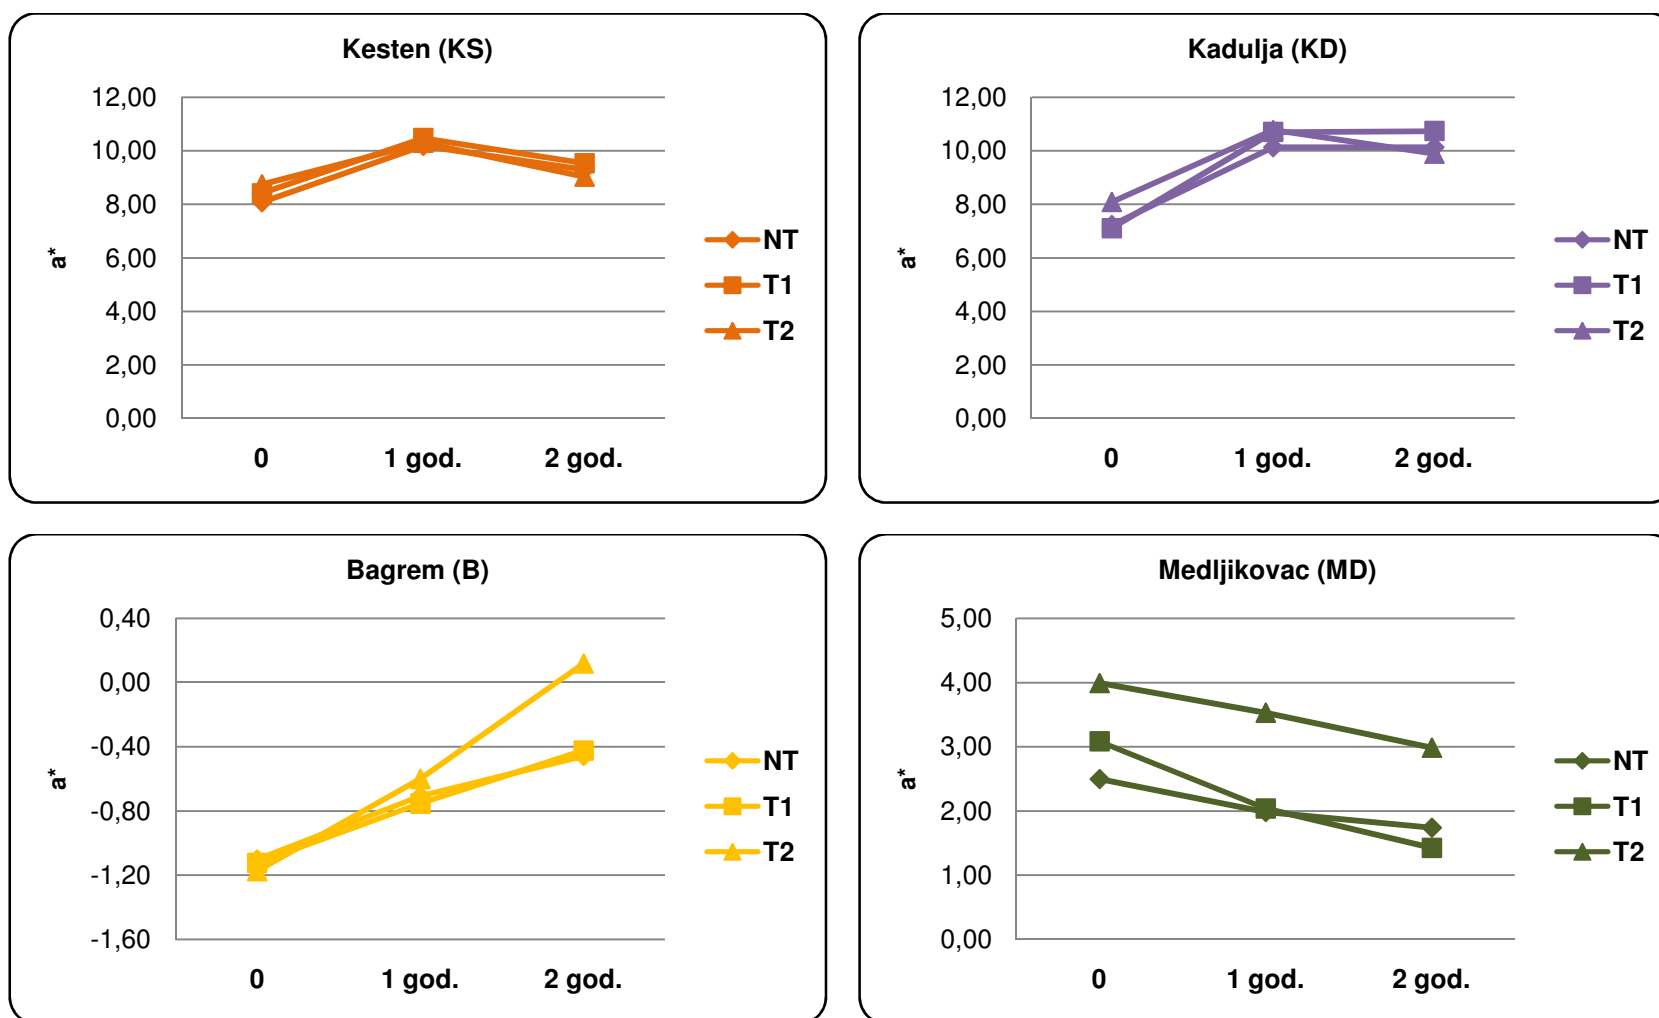 Kesten (KS)
12,00
10,00
8,00
6,00
4,00
2,00
0,00
a*
0 1 god. 2 god.
NT
T1
T2
Kadulja (KD)
12,00
10,00
8,00
6,00
4,00
2,00
0,00
a*
0 1 god. 2 god.
NT
T1
T2
Bagrem (B)
0,40
0,00
-0,40
-0,80
-1,20
-1,60
a*
0 1 god. 2 god.
NT
T1
T2
Medljikovac (MD)
5,00
4,00
3,00
2,00
1,00
0,00
a*
0 1 god. 2 god.
NT
T1
T2